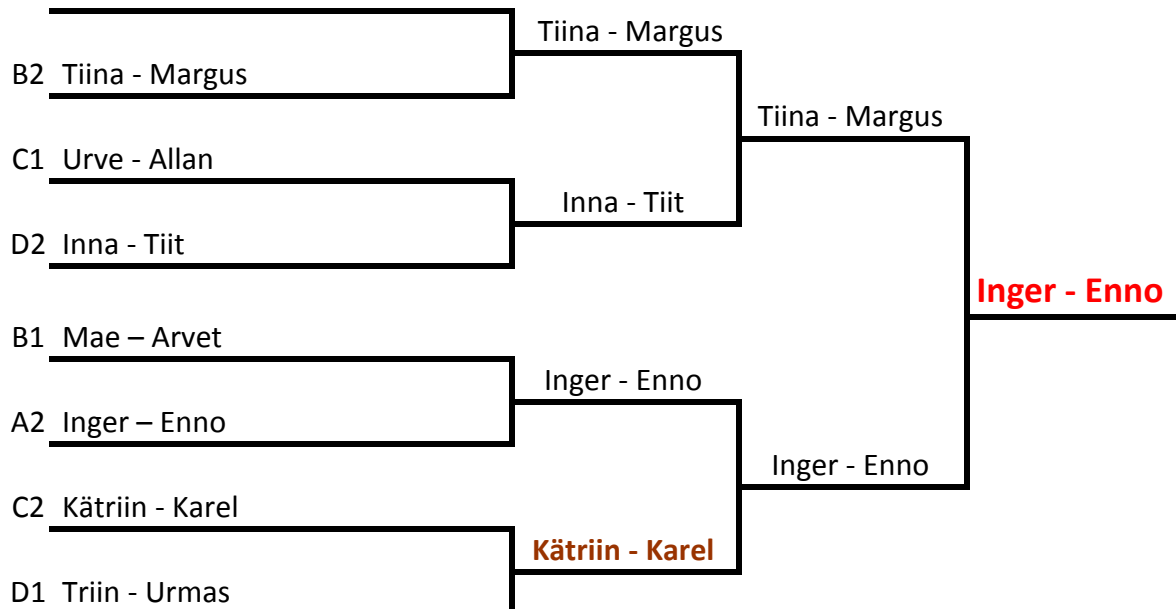 Tiina - Margus
B2 Tiina - Margus
Tiina - Margus
C1 Urve - Allan
Inna - Tiit
D2 Inna - Tiit
Inger - Enno
B1 Mae – Arvet
Inger - Enno
A2 Inger – Enno
Inger - Enno
C2 Kätriin - Karel
Kätriin - Karel
D1 Triin - Urmas